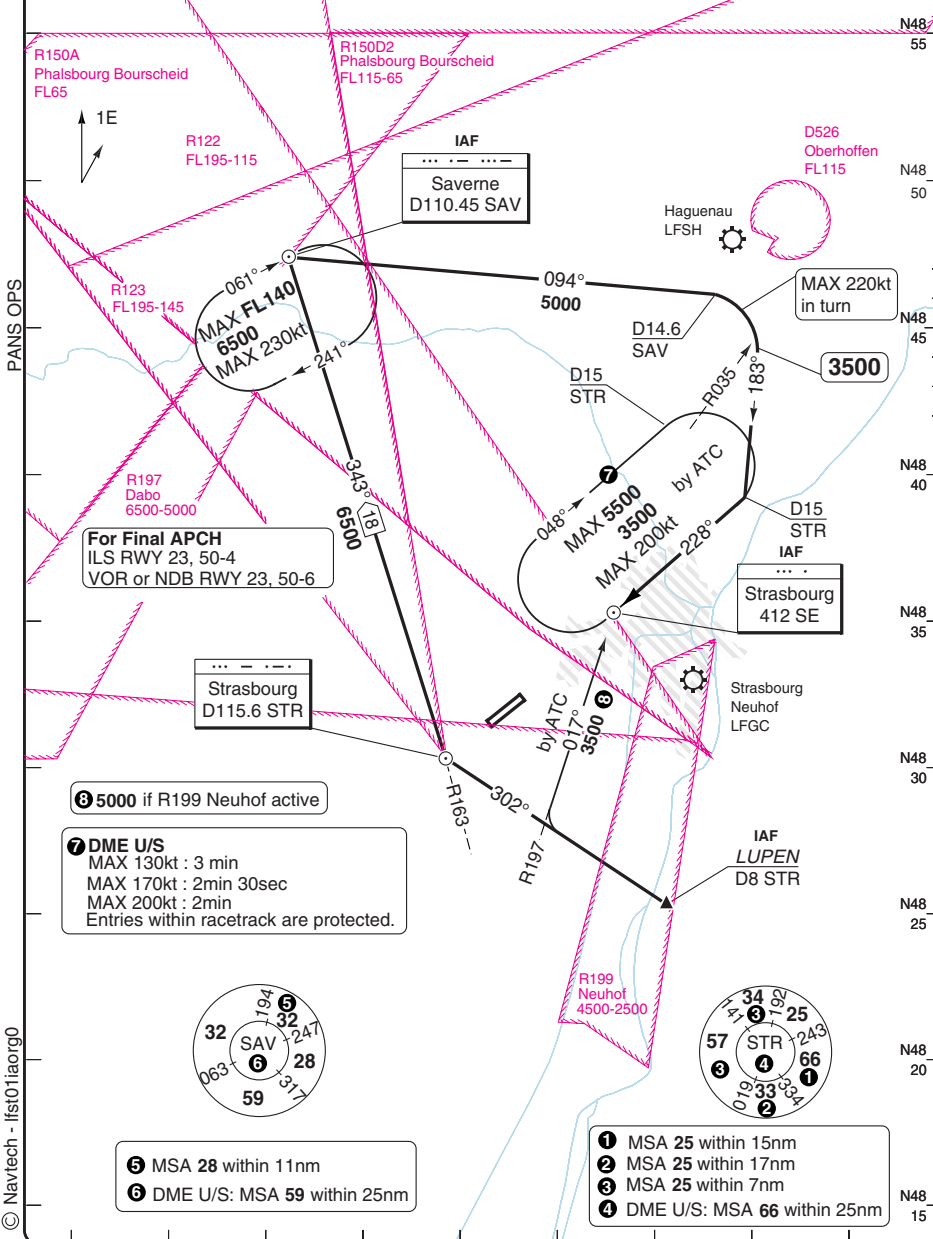 N48
55
R150A
Phalsbourg Bourscheid
FL65
R150D2
Phalsbourg Bourscheid
FL115-65
1E
R122
FL195-115
IAF
Saverne
D110.45 SAV
D526
Oberhoffen
FL115
N48
50
Haguenau
LFSH
PANS OPS
061°
MAX FL140
6500
MAX 230kt
241°
R123
FL195-145
094°
5000
MAX 220kt
in turn
D14.6
SAV
N48
45
3500
183°
R035
D15
STR
by ATC
048°
MAX 5500
3500
MAX 200kt
7
228°
N48
40
D15
STR
343°
18
6500
R197
Dabo
6500-5000
For Final APCH
ILS RWY 23, 50-4
VOR or NDB RWY 23, 50-6
IAF
Strasbourg
412 SE
N48
35
Strasbourg
D115.6 STR
Strasbourg
Neuhof
LFGC
by ATC
017°
3500
8
N48
30
8 5000 if R199 Neuhof active
R163
302°
R197
7 DME U/S
MAX 130kt : 3 min
MAX 170kt : 2min 30sec
MAX 200kt : 2min
Entries within racetrack are protected.
IAF
LUPEN
D8 STR
N48
25
R199
Neuhof
4500-2500
SAV
6
194
5
32
247
28
317
59
063
32
STR
4
34
3
192
25
243
66
1
334
33
2
019
3
57
141
N48
20
5 MSA 28 within 11nm
6 DME U/S: MSA 59 within 25nm
1 MSA 25 within 15nm
2 MSA 25 within 17nm
3 MSA 25 within 7nm
4 DME U/S: MSA 66 within 25nm
N48
15
© Navtech - lfst01iaorg0